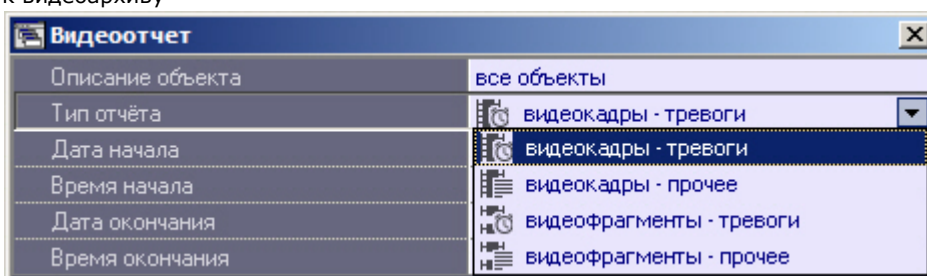 к видеоархиву
Видеоотчет
Описание объекта все объекты
Тип отчёта видеокадры - тревоги
Дата начала видеокадры - тревоги
Время начала видеокадры - прочее
Дата окончания видеофрагменты - тревоги
Время окончания видеофрагменты - прочее